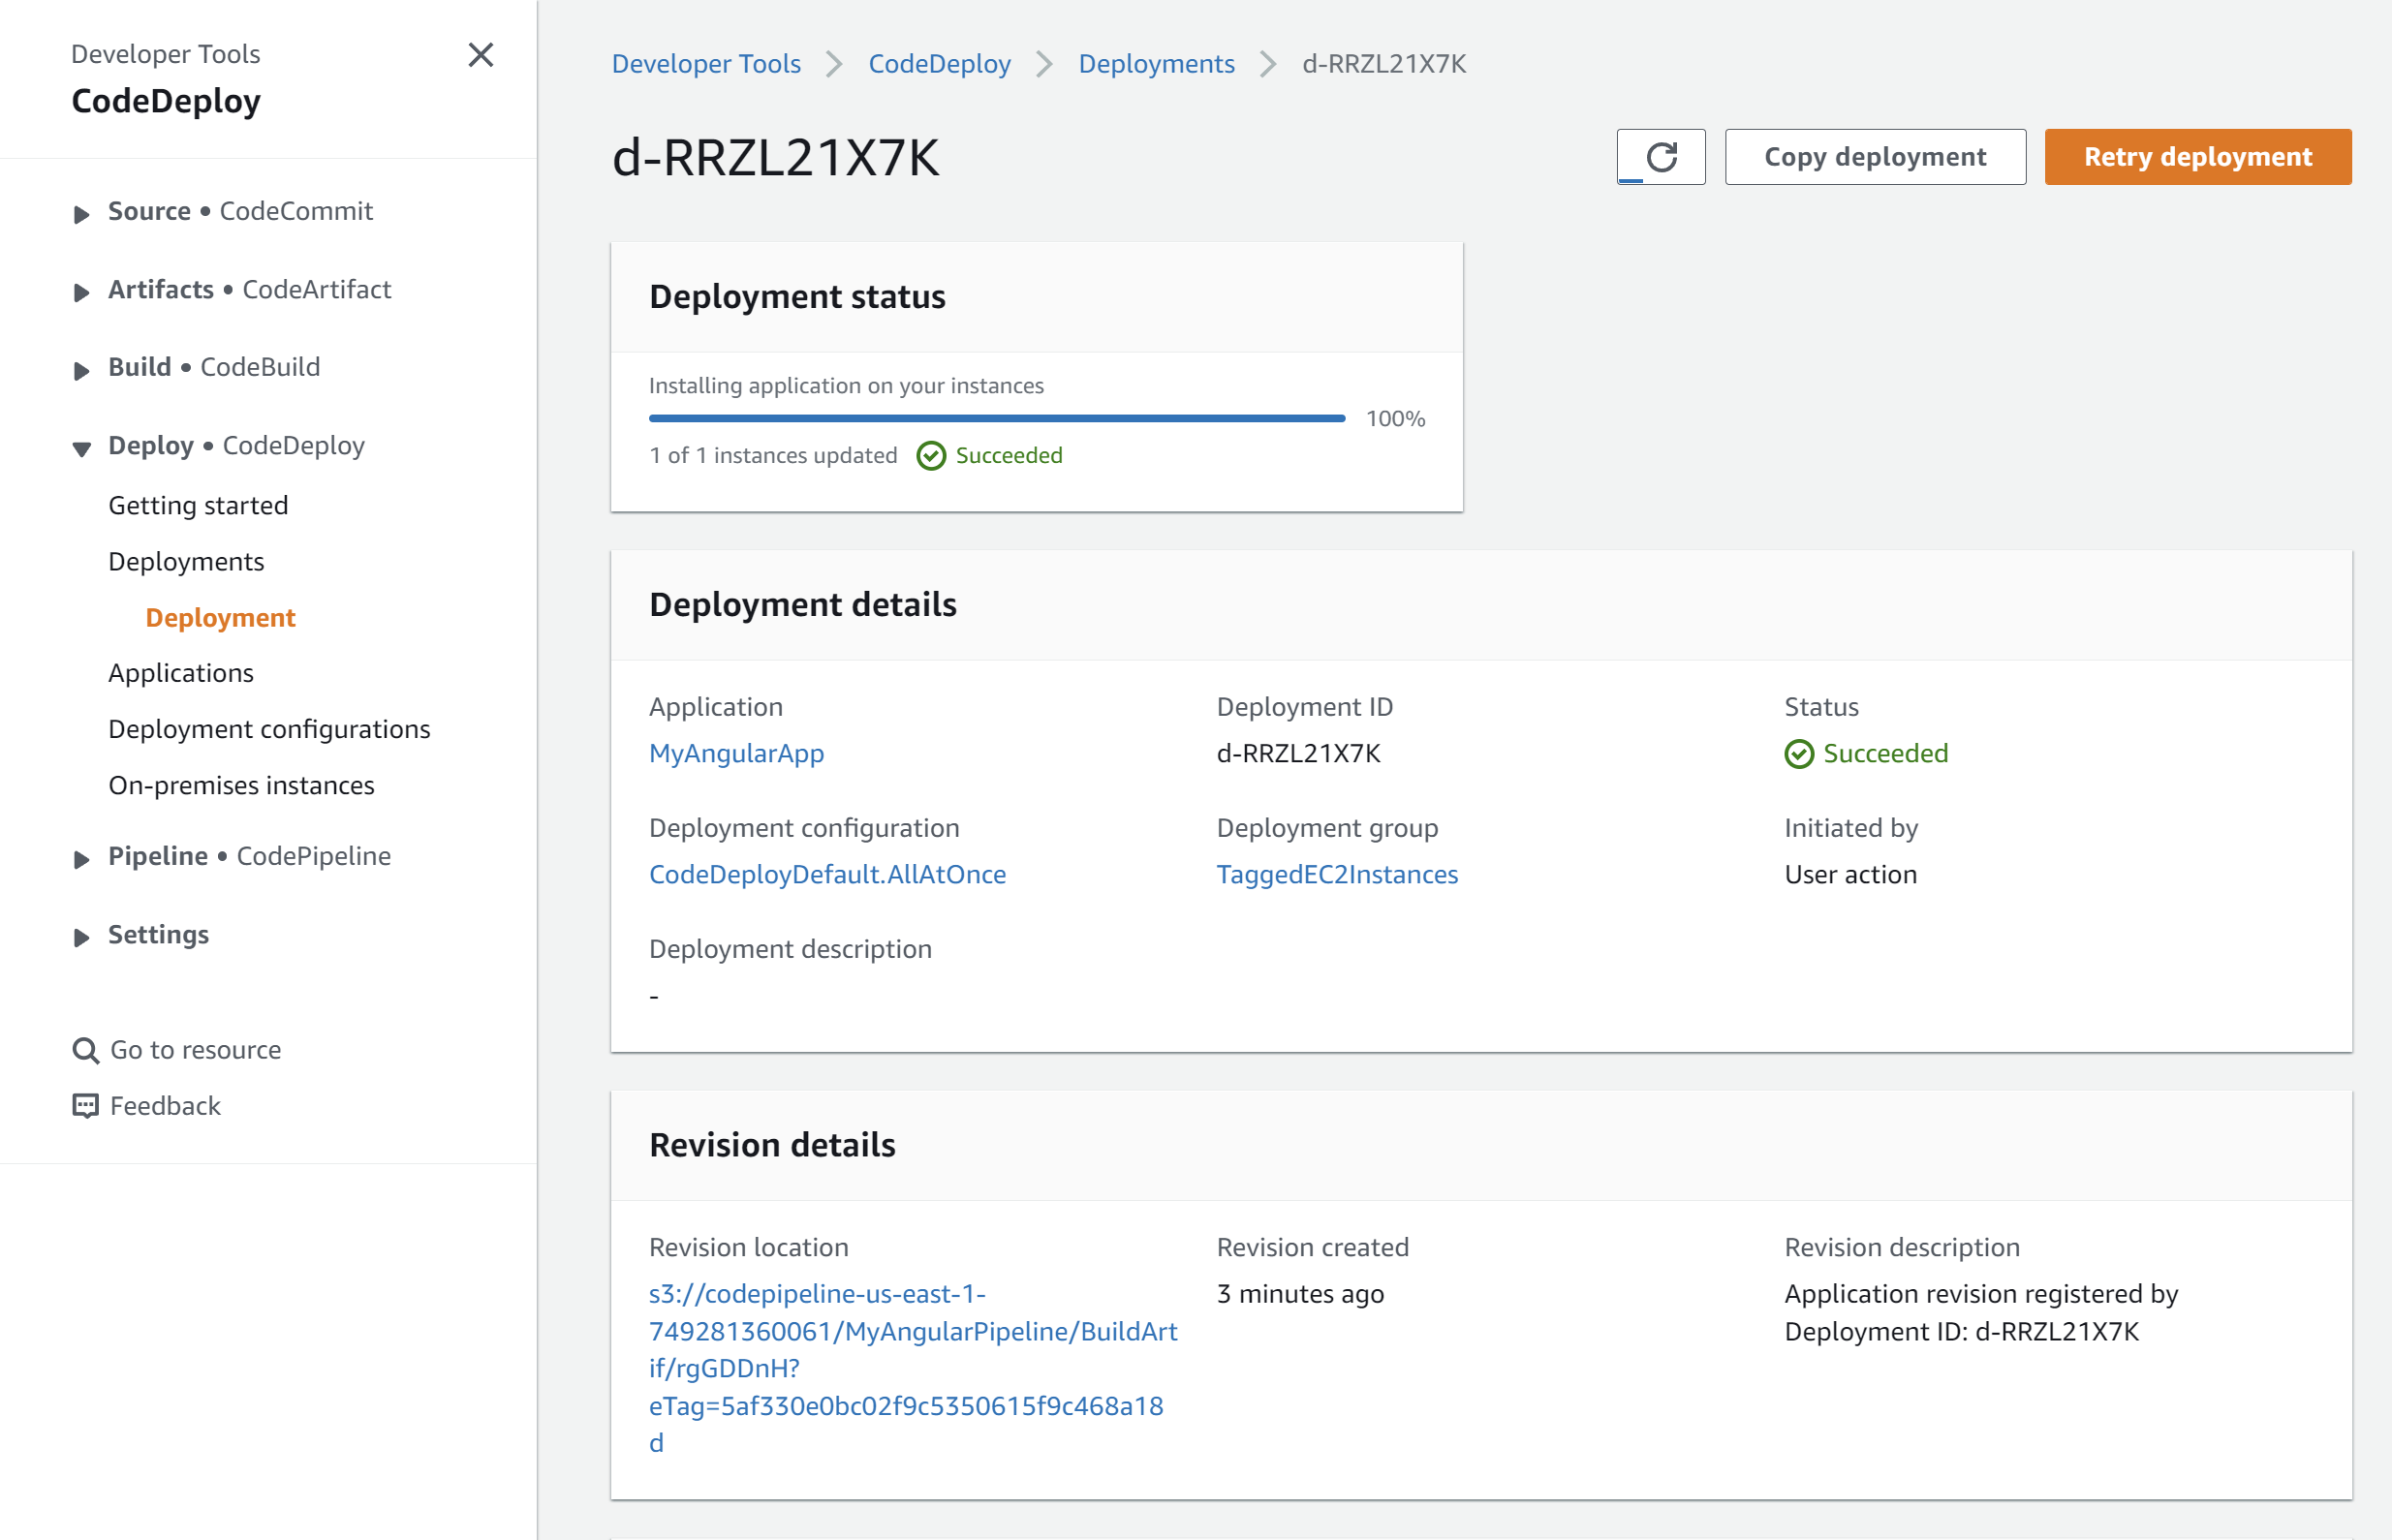 Developer Tools
CodeDeploy
Source • CodeCommit
Artifacts • CodeArtifact
Build • CodeBuild
Deploy • CodeDeploy
Getting started
Deployments
Deployment
Applications
Deployment configurations
On-premises instances
Pipeline • CodePipeline
Settings
Go to resource
Feedback
Developer Tools > CodeDeploy > Deployments > d-RRZL21X7K
d-RRZL21X7K
Copy deployment
Retry deployment
Deployment status
Installing application on your instances
100%
1 of 1 instances updated Succeeded
Deployment details
Application
MyAngularApp
Deployment ID
d-RRZL21X7K
Status
Succeeded
Deployment configuration
CodeDeployDefault.AllAtOnce
Deployment group
TaggedEC2Instances
Initiated by
User action
Deployment description
-
Revision details
Revision location
s3://codepipeline-us-east-1-
749281360061/MyAngularPipeline/BuildArt
if/rgGDDnH?
eTag=5af330e0bc02f9c5350615f9c468a18
d
Revision created
3 minutes ago
Revision description
Application revision registered by
Deployment ID: d-RRZL21X7K